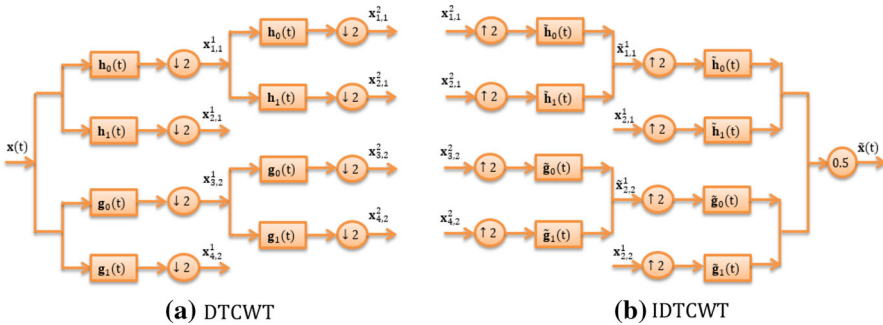 x(t)
h₀(t)
↓ 2
x¹₁,₁
h₀(t)
↓ 2
x²₁,₁
h₁(t)
↓ 2
x²₂,₁
h₁(t)
↓ 2
x¹₂,₁
g₀(t)
↓ 2
x¹₃,₂
g₀(t)
↓ 2
x²₃,₂
g₁(t)
↓ 2
x²₄,₂
g₁(t)
↓ 2
x¹₄,₂
(a) DTCWT
x²₁,₁
↑ 2
h̃₀(t)
x²₂,₁
↑ 2
h̃₁(t)
x̃¹₁,₁
↑ 2
h̃₀(t)
x¹₂,₁
↑ 2
h̃₁(t)
x²₃,₂
↑ 2
g̃₀(t)
x²₄,₂
↑ 2
g̃₁(t)
x̃¹₂,₂
↑ 2
g̃₀(t)
x¹₂,₂
↑ 2
g̃₁(t)
0.5
x̃(t)
(b) IDTCWT